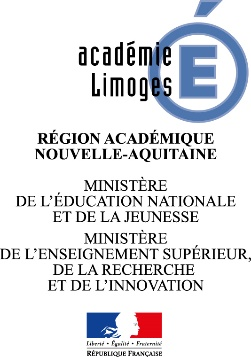 académie
Limoges
É
RÉGION ACADÉMIQUE
NOUVELLE-AQUITAINE
MINISTÈRE
DE L'ÉDUCATION NATIONALE
ET DE LA JEUNESSE
MINISTÈRE
DE L'ENSEIGNEMENT SUPÉRIEUR,
DE LA RECHERCHE
ET DE L'INNOVATION
Liberté • Égalité • Fraternité
RÉPUBLIQUE FRANÇAISE